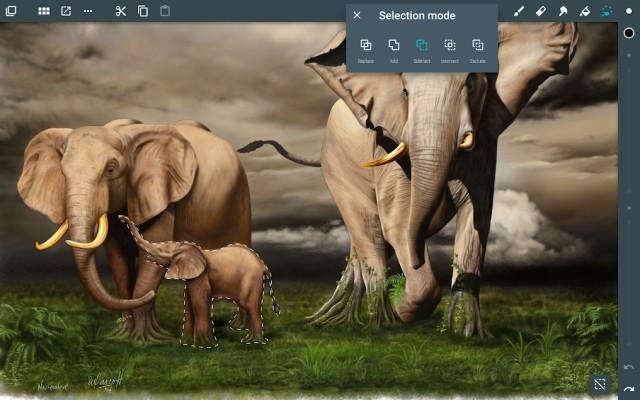 Selection mode
Replace
Add
Subtract
Intersect
Exclude